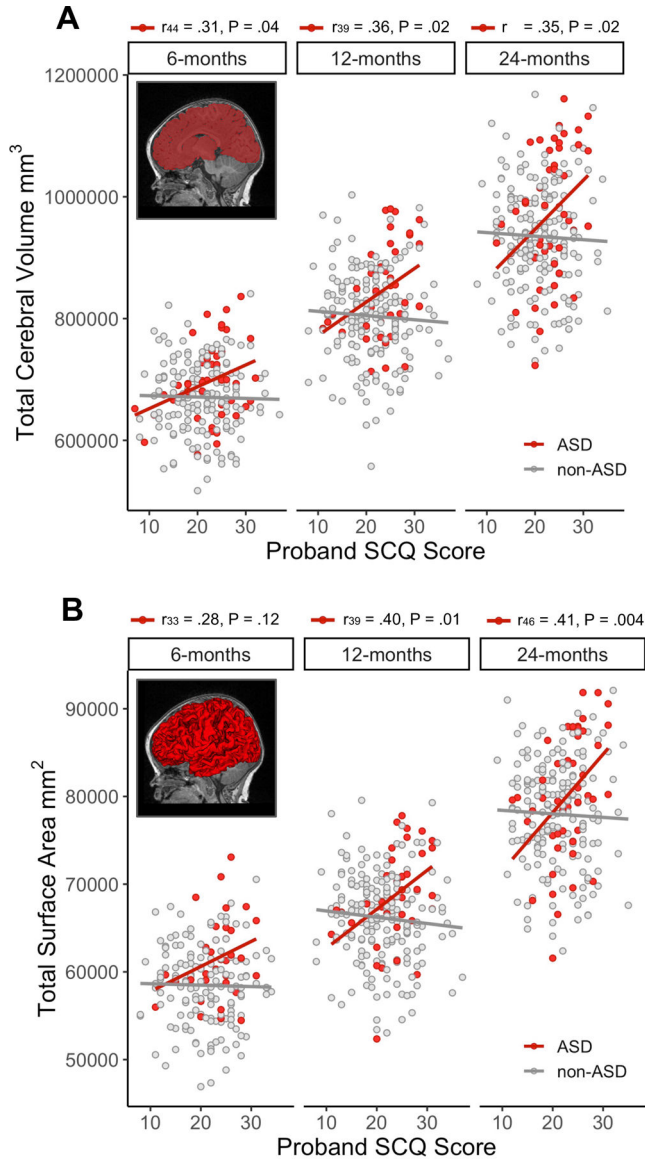 A
r44 = .31, P = .04 r39 = .36, P = .02 r = .35, P = .02
6-months 12-months 24-months
1200000
1000000
800000
600000
Total Cerebral Volume mm3
ASD
non-ASD
10 20 30 10 20 30 10 20 30
Proband SCQ Score
B
r33 = .28, P = .12 r39 = .40, P = .01 r46 = .41, P = .004
6-months 12-months 24-months
90000
80000
70000
60000
50000
Total Surface Area mm2
ASD
non-ASD
10 20 30 10 20 30 10 20 30
Proband SCQ Score